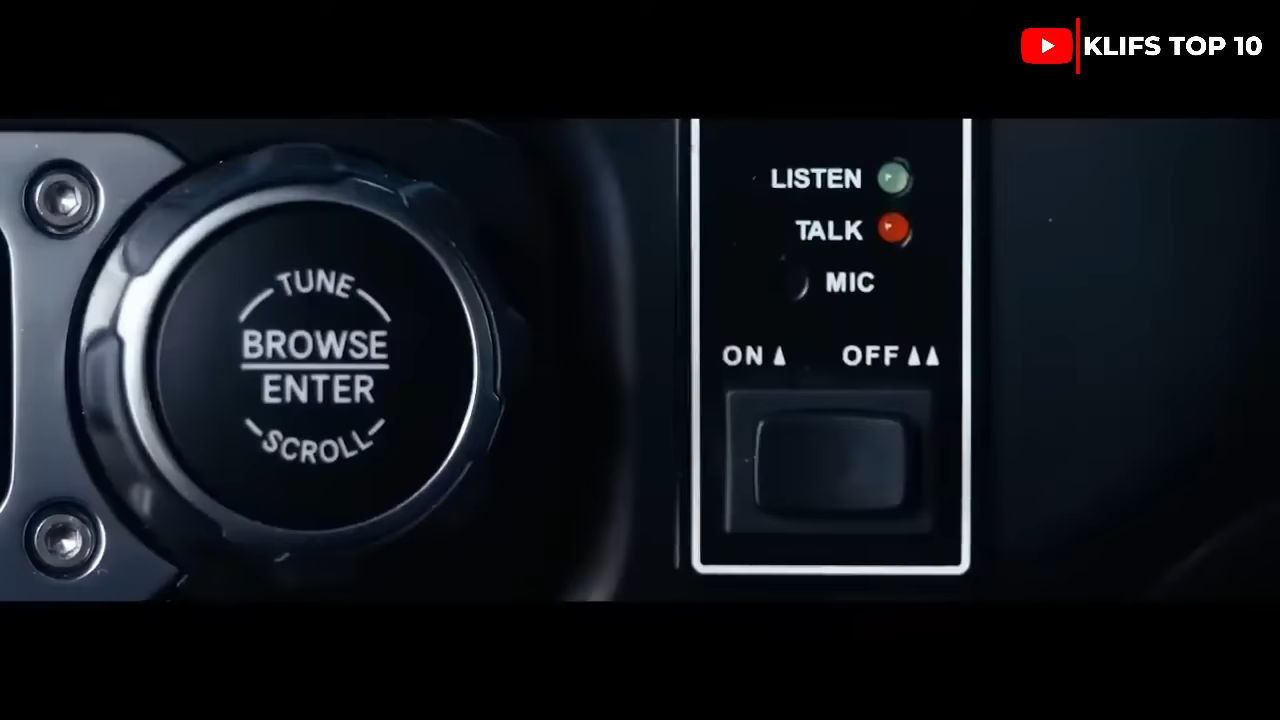 KLIFS TOP 10
TUNE
BROWSE
ENTER
SCROLL
LISTEN
TALK
MIC
ON
OFF